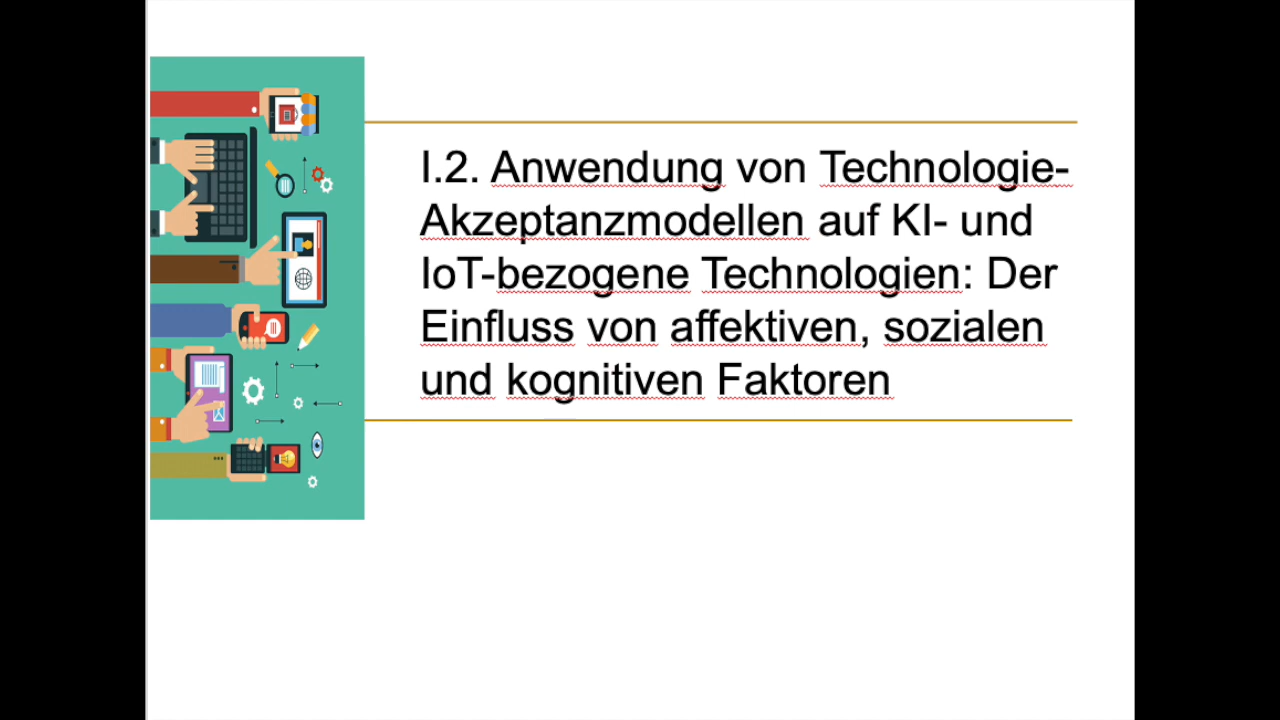 I.2. Anwendung von Technologie-
Akzeptanzmodellen auf KI- und
IoT-bezogene Technologien: Der
Einfluss von affektiven, sozialen
und kognitiven Faktoren